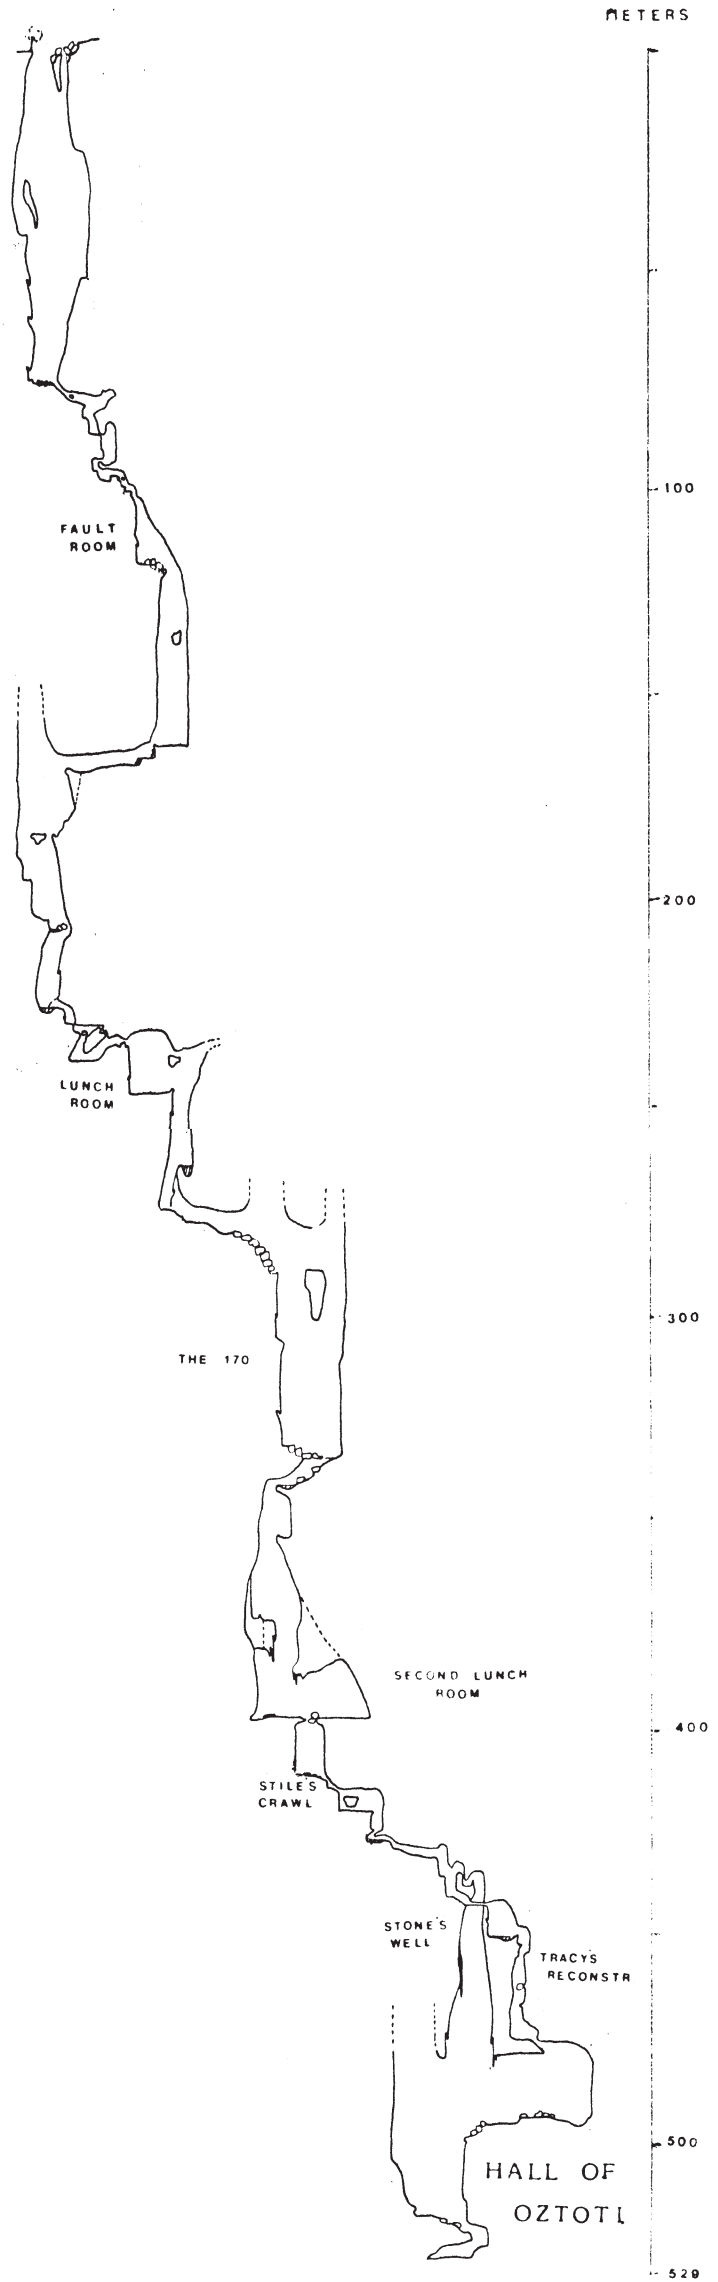 METERS
100
FAULT
ROOM
200
LUNCH
ROOM
300
THE 170
SECOND LUNCH
ROOM
400
STILE'S
CRAWL
STONE'S
WELL
TRACY'S
RECONSTR
500
HALL OF
OZTOTL
529